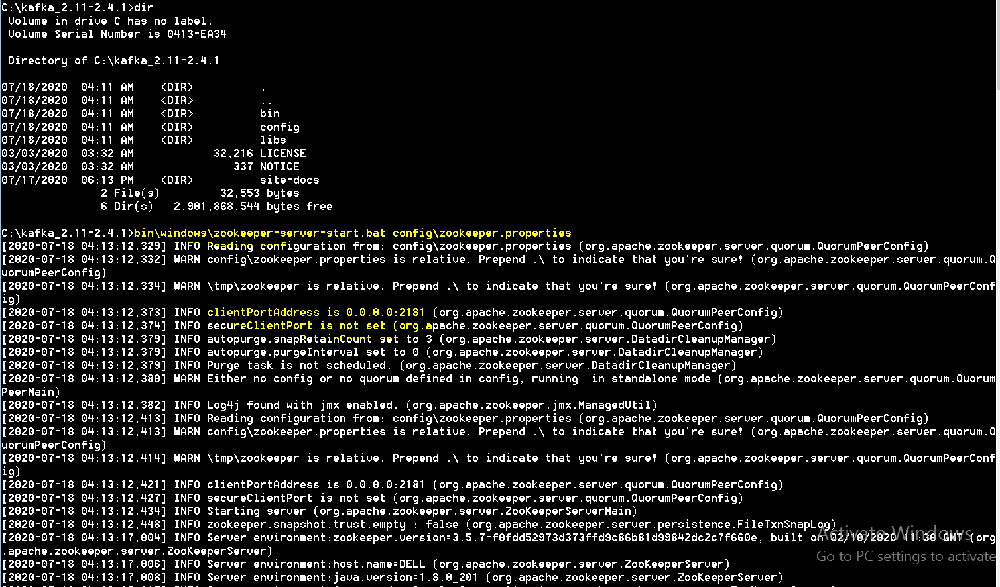 C:\kafka_2.11-2.4.1>dir
Volume in drive C has no label.
Volume Serial Number is 0413-EA34
Directory of C:\kafka_2.11-2.4.1
07/18/2020  04:11 AM    <DIR>          .
07/18/2020  04:11 AM    <DIR>          ..
07/18/2020  04:11 AM    <DIR>          bin
07/18/2020  04:11 AM    <DIR>          config
07/18/2020  04:11 AM    <DIR>          libs
03/03/2020  03:32 AM            32,216 LICENSE
03/03/2020  03:32 AM               337 NOTICE
07/17/2020  06:13 PM    <DIR>          site-docs
2 File(s)         32,553 bytes
6 Dir(s)   2,901,868,544 bytes free
C:\kafka_2.11-2.4.1>bin\windows\zookeeper-server-start.bat config\zookeeper.properties
[2020-07-18 04:13:12,329] INFO Reading configuration from: config\zookeeper.properties (org.apache.zookeeper.server.quorum.QuorumPeerConfig)
[2020-07-18 04:13:12,332] WARN config\zookeeper.properties is relative. Prepend .\ to indicate that you're sure! (org.apache.zookeeper.server.quorum.Q
uorumPeerConfig)
[2020-07-18 04:13:12,334] WARN \tmp\zookeeper is relative. Prepend .\ to indicate that you're sure! (org.apache.zookeeper.server.quorum.QuorumPeerConf
ig)
[2020-07-18 04:13:12,373] INFO clientPortAddress is 0.0.0.0:2181 (org.apache.zookeeper.server.quorum.QuorumPeerConfig)
[2020-07-18 04:13:12,374] INFO secureClientPort is not set (org.apache.zookeeper.server.quorum.QuorumPeerConfig)
[2020-07-18 04:13:12,379] INFO autopurge.snapRetainCount set to 3 (org.apache.zookeeper.server.DatadirCleanupManager)
[2020-07-18 04:13:12,379] INFO autopurge.purgeInterval set to 0 (org.apache.zookeeper.server.DatadirCleanupManager)
[2020-07-18 04:13:12,379] INFO Purge task is not scheduled. (org.apache.zookeeper.server.DatadirCleanupManager)
[2020-07-18 04:13:12,380] WARN Either no config or no quorum defined in config, running  in standalone mode (org.apache.zookeeper.server.quorum.Quorum
PeerMain)
[2020-07-18 04:13:12,382] INFO Log4j found with jmx enabled. (org.apache.zookeeper.jmx.ManagedUtil)
[2020-07-18 04:13:12,413] INFO Reading configuration from: config\zookeeper.properties (org.apache.zookeeper.server.quorum.QuorumPeerConfig)
[2020-07-18 04:13:12,413] WARN config\zookeeper.properties is relative. Prepend .\ to indicate that you're sure! (org.apache.zookeeper.server.quorum.Q
uorumPeerConfig)
[2020-07-18 04:13:12,414] WARN \tmp\zookeeper is relative. Prepend .\ to indicate that you're sure! (org.apache.zookeeper.server.quorum.QuorumPeerConf
ig)
[2020-07-18 04:13:12,421] INFO clientPortAddress is 0.0.0.0:2181 (org.apache.zookeeper.server.quorum.QuorumPeerConfig)
[2020-07-18 04:13:12,427] INFO secureClientPort is not set (org.apache.zookeeper.server.quorum.QuorumPeerConfig)
[2020-07-18 04:13:12,434] INFO Starting server (org.apache.zookeeper.server.ZooKeeperServerMain)
[2020-07-18 04:13:12,448] INFO zookeeper.snapshot.trust.empty : false (org.apache.zookeeper.server.persistence.FileTxnSnapLog)
[2020-07-18 04:13:17,004] INFO Server environment:zookeeper.version=3.5.7-f0fdd52973d373ffd9c86b81d99842dc2c7f660e, built on 02/10/2020 11:30 GMT (org
.apache.zookeeper.server.ZooKeeperServer)
[2020-07-18 04:13:17,006] INFO Server environment:host.name=DELL (org.apache.zookeeper.server.ZooKeeperServer)
[2020-07-18 04:13:17,008] INFO Server environment:java.version=1.8.0_201 (org.apache.zookeeper.server.ZooKeeperServer)
Activate Windows
Go to PC settings to activate